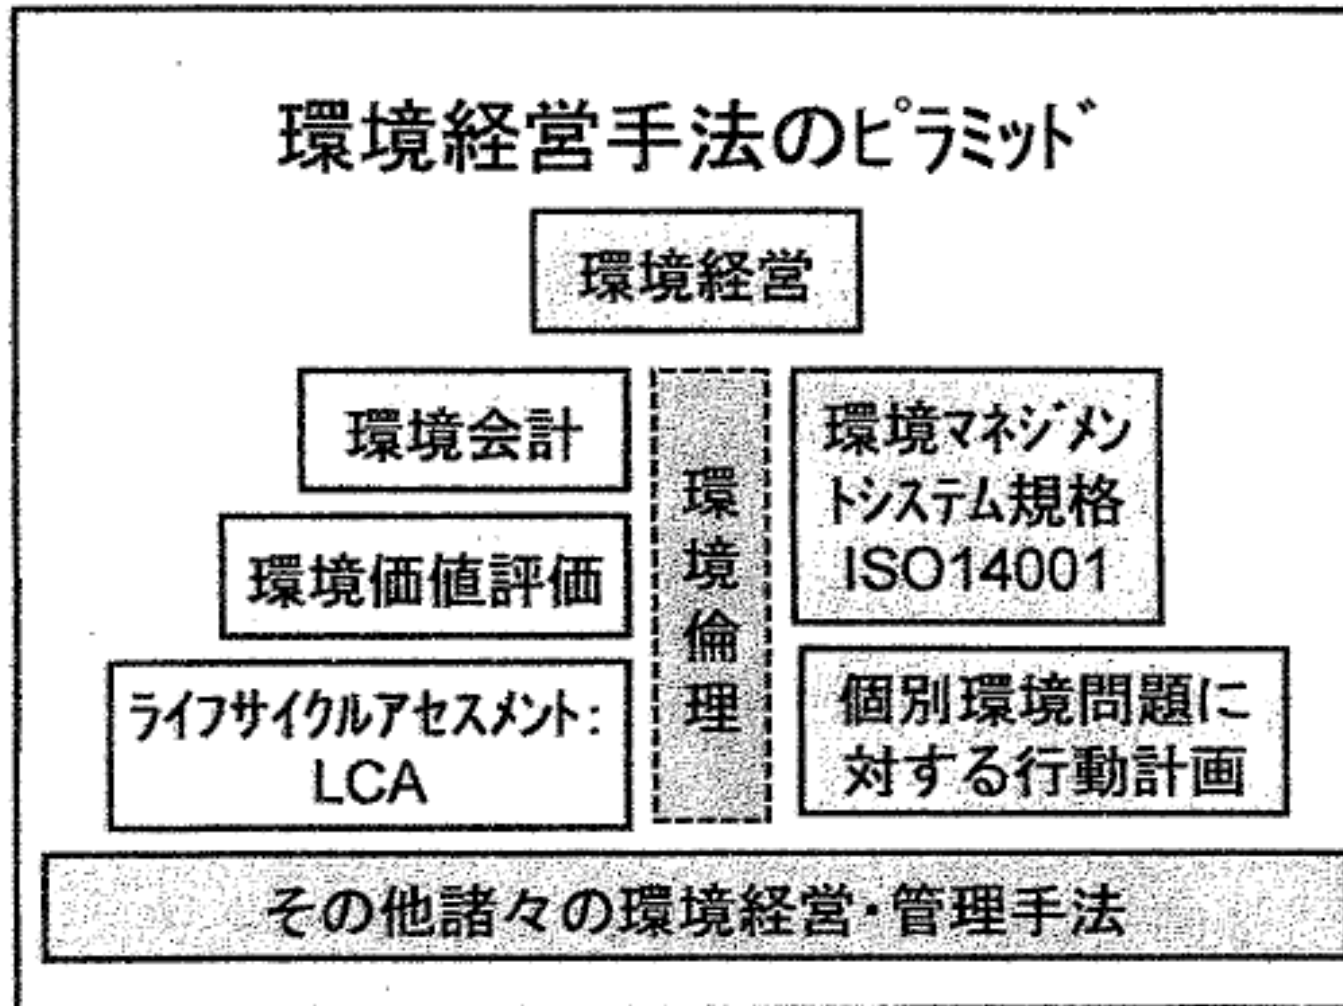 環境経営手法のピラミッド
環境経営
環境会計
環境価値評価
ライフサイクルアセスメント:
LCA
環境倫理
環境マネジメン
トシステム規格
ISO14001
個別環境問題に
対する行動計画
その他諸々の環境経営・管理手法